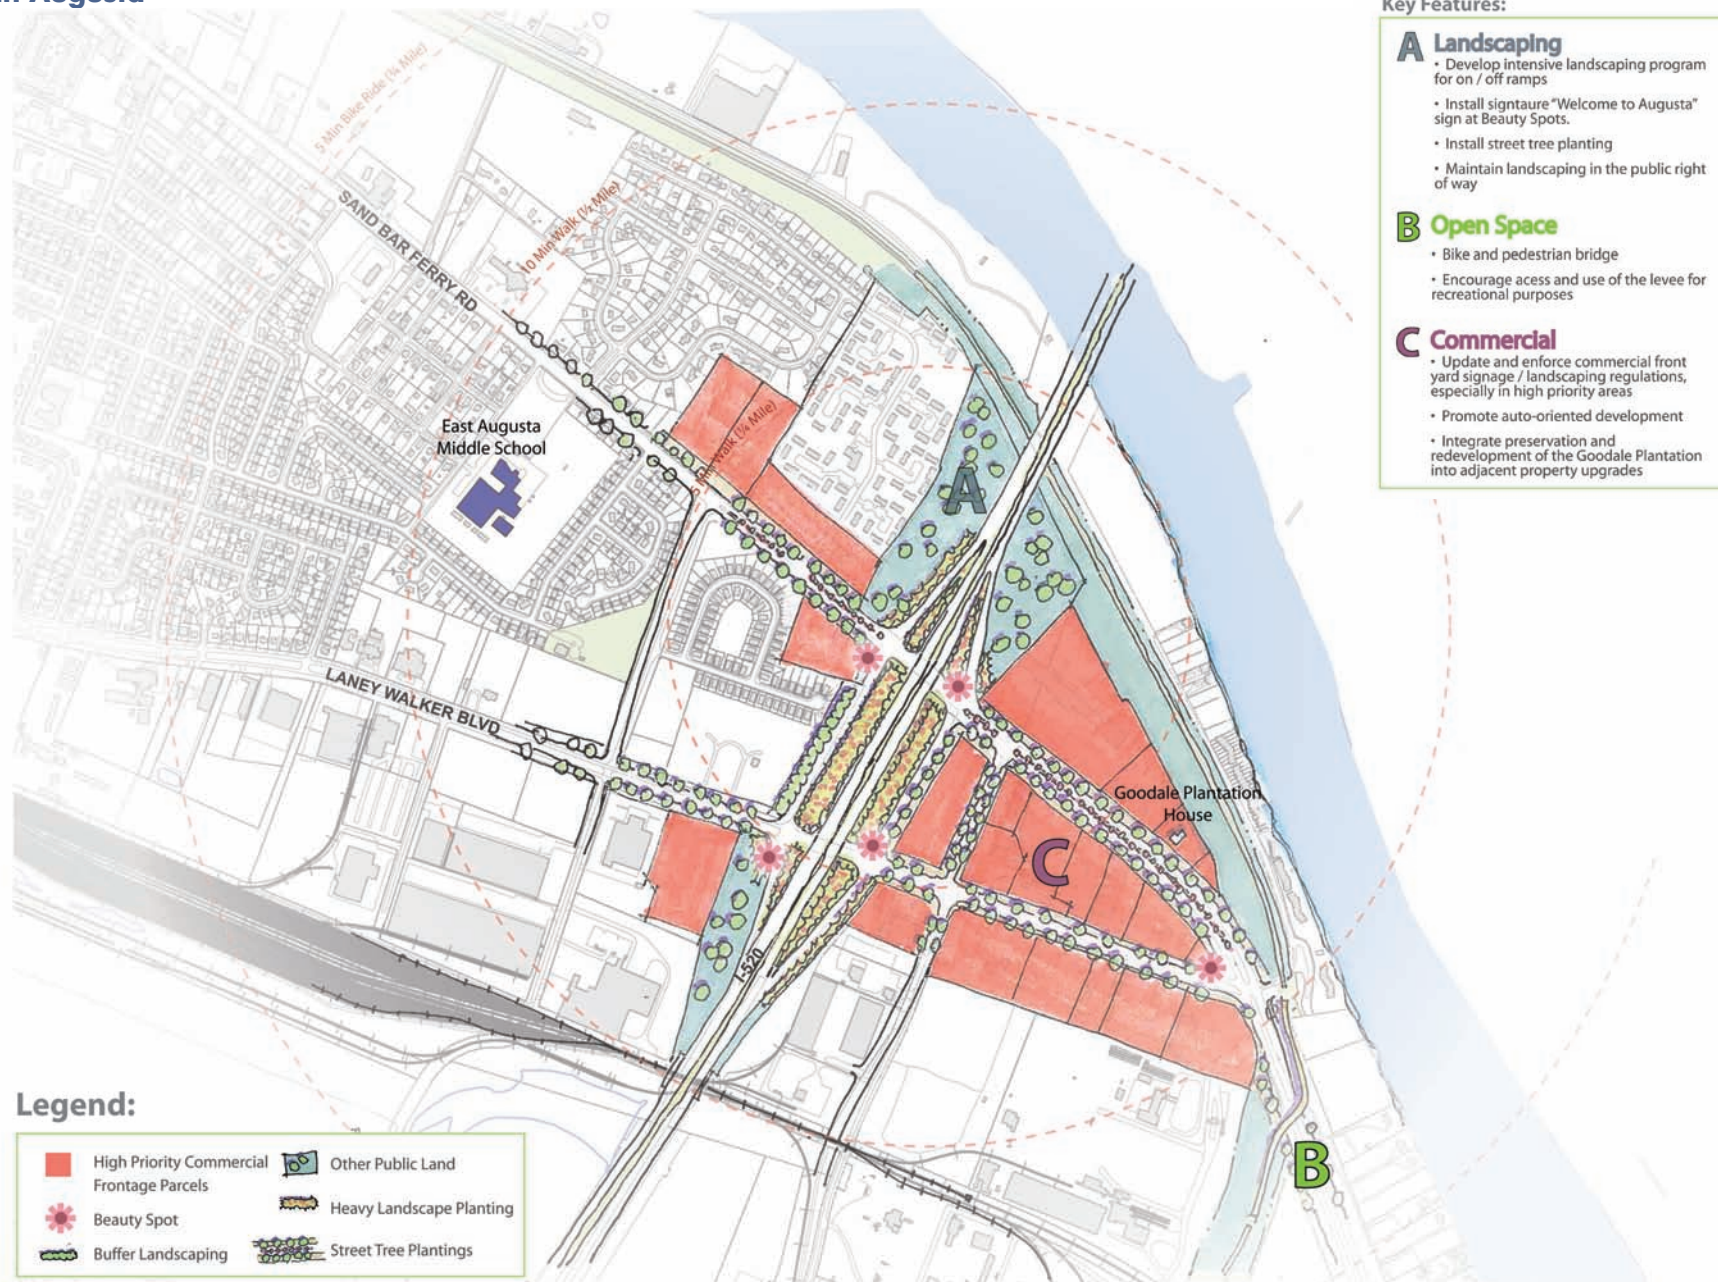 Key Features:
A Landscaping
• Develop intensive landscaping program
for on / off ramps
• Install signtaure "Welcome to Augusta"
sign at Beauty Spots.
• Install street tree planting
• Maintain landscaping in the public right
of way
B Open Space
• Bike and pedestrian bridge
• Encourage acess and use of the levee for
recreational purposes
C Commercial
• Update and enforce commercial front
yard signage / landscaping regulations,
especially in high priority areas
• Promote auto-oriented development
• Integrate preservation and
redevelopment of the Goodale Plantation
into adjacent property upgrades
5 Min Bike Ride (¾ Mile)
10 Min Walk (½ Mile)
SAND BAR FERRY RD
5 Min Walk (¼ Mile)
East Augusta
Middle School
A
LANEY WALKER BLVD
Goodale Plantation
House
C
I-520
B
Legend:
High Priority Commercial
Frontage Parcels
Beauty Spot
Buffer Landscaping
Other Public Land
Heavy Landscape Planting
Street Tree Plantings